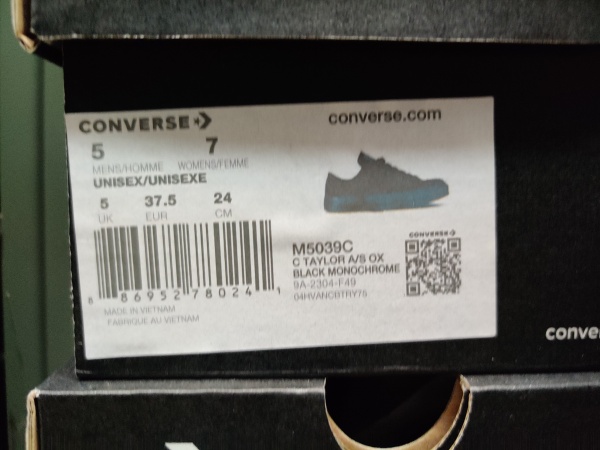 CONVERSE
converse.com
5 7
MENS/HOMME WOMENS/FEMME
UNISEX/UNISEXE
5 37.5 24
UK EUR CM
8 86952 78024 1
MADE IN VIETNAM
FABRIQUE AU VIETNAM
M5039C
C TAYLOR A/S OX
BLACK MONOCHROME
9A-2304-F49
04HVANCBTRY75
CONVERSE
conve